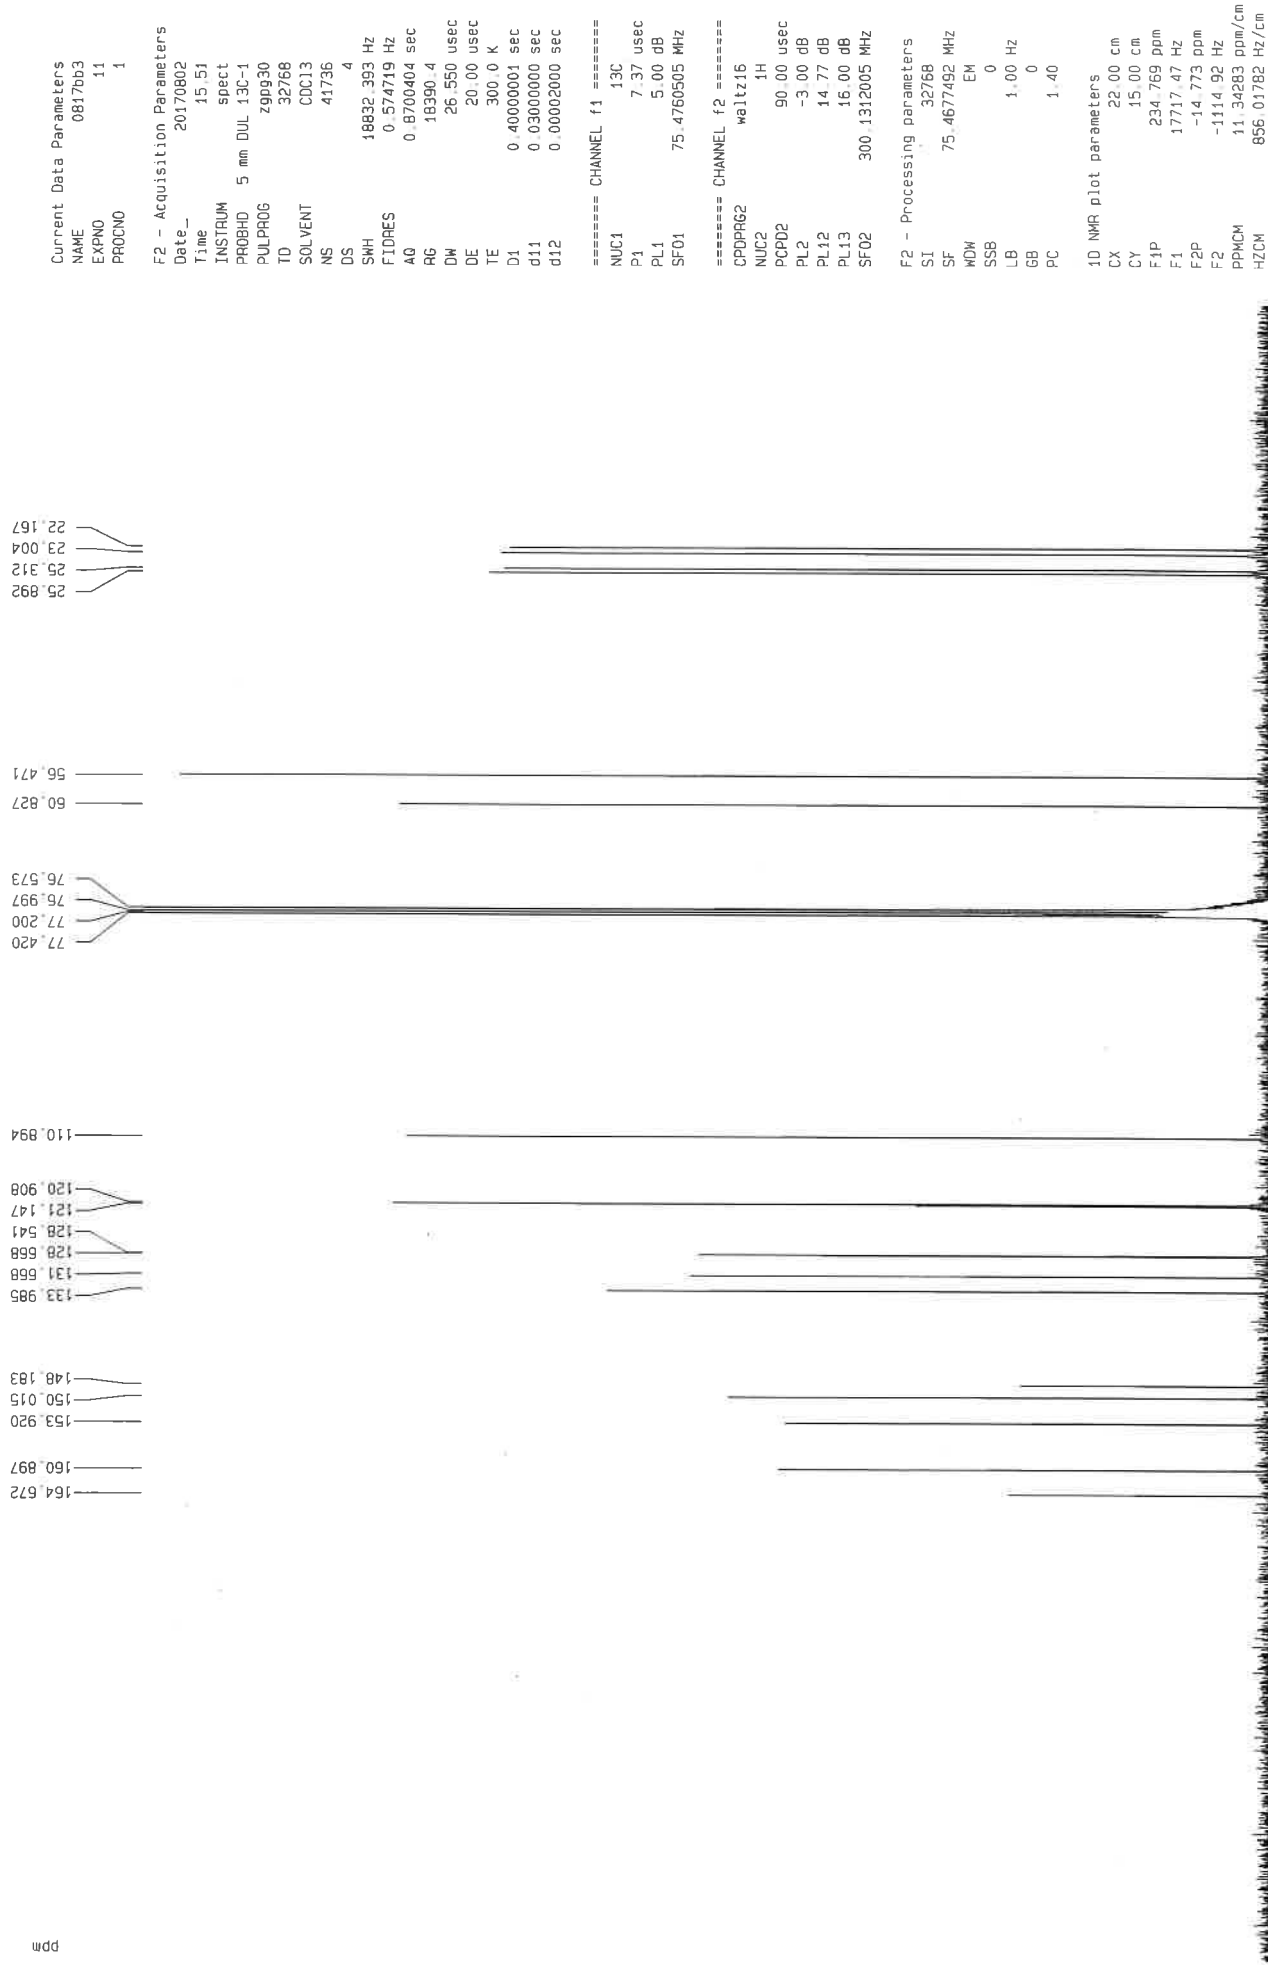 Current Data Parameters
NAME 0817bb3
EXPNO 11
PROCNO 1
F2 - Acquisition Parameters
Date_ 20170802
Time 15.51
INSTRUM spect
PROBHD 5 mm DUL 13C-1
PULPROG zgpg30
TD 32768
SOLVENT CDCl3
NS 41736
DS 4
SWH 18832.393 Hz
FIDRES 0.574719 Hz
AQ 0.8700404 sec
RG 18390.4
DW 26.550 usec
DE 20.00 usec
TE 300.0 K
D1 0.40000001 sec
d11 0.03000000 sec
d12 0.00002000 sec
======== CHANNEL f1 ========
NUC1 13C
P1 7.37 usec
PL1 5.00 dB
SFO1 75.4760505 MHz
======== CHANNEL f2 ========
CPDPRG2 waltz16
NUC2 1H
PCPD2 90.00 usec
PL2 -3.00 dB
PL12 14.77 dB
PL13 16.00 dB
SFO2 300.1312005 MHz
F2 - Processing parameters
SI 32768
SF 75.4677492 MHz
WDW EM
SSB 0
LB 1.00 Hz
GB 0
PC 1.40
1D NMR plot parameters
CX 22.00 cm
CY 15.00 cm
F1P 234.769 ppm
F1 17717.47 Hz
F2P -14.773 ppm
F2 -1114.92 Hz
PPMCM 11.34283 ppm/cm
HZCM 856.01782 Hz/cm
22.167
23.004
25.312
25.892
56.471
60.827
76.573
76.997
77.200
77.420
110.894
120.908
121.147
128.541
128.668
131.668
133.985
148.183
150.015
153.920
160.897
164.672
ppm